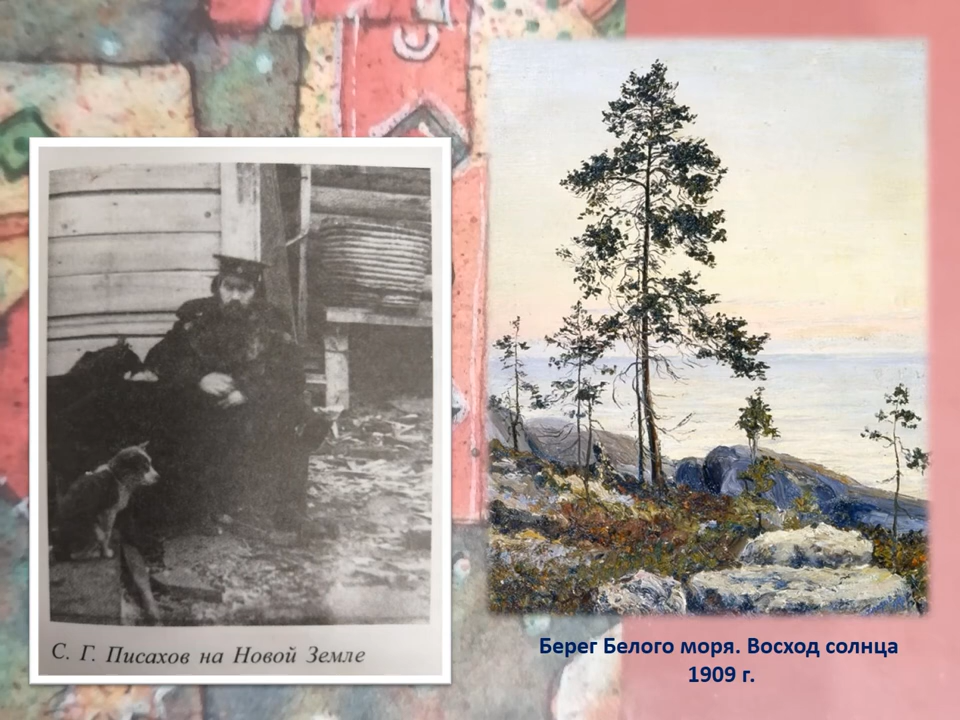 С. Г. Писахов на Новой Земле
Берег Белого моря. Восход солнца
1909 г.